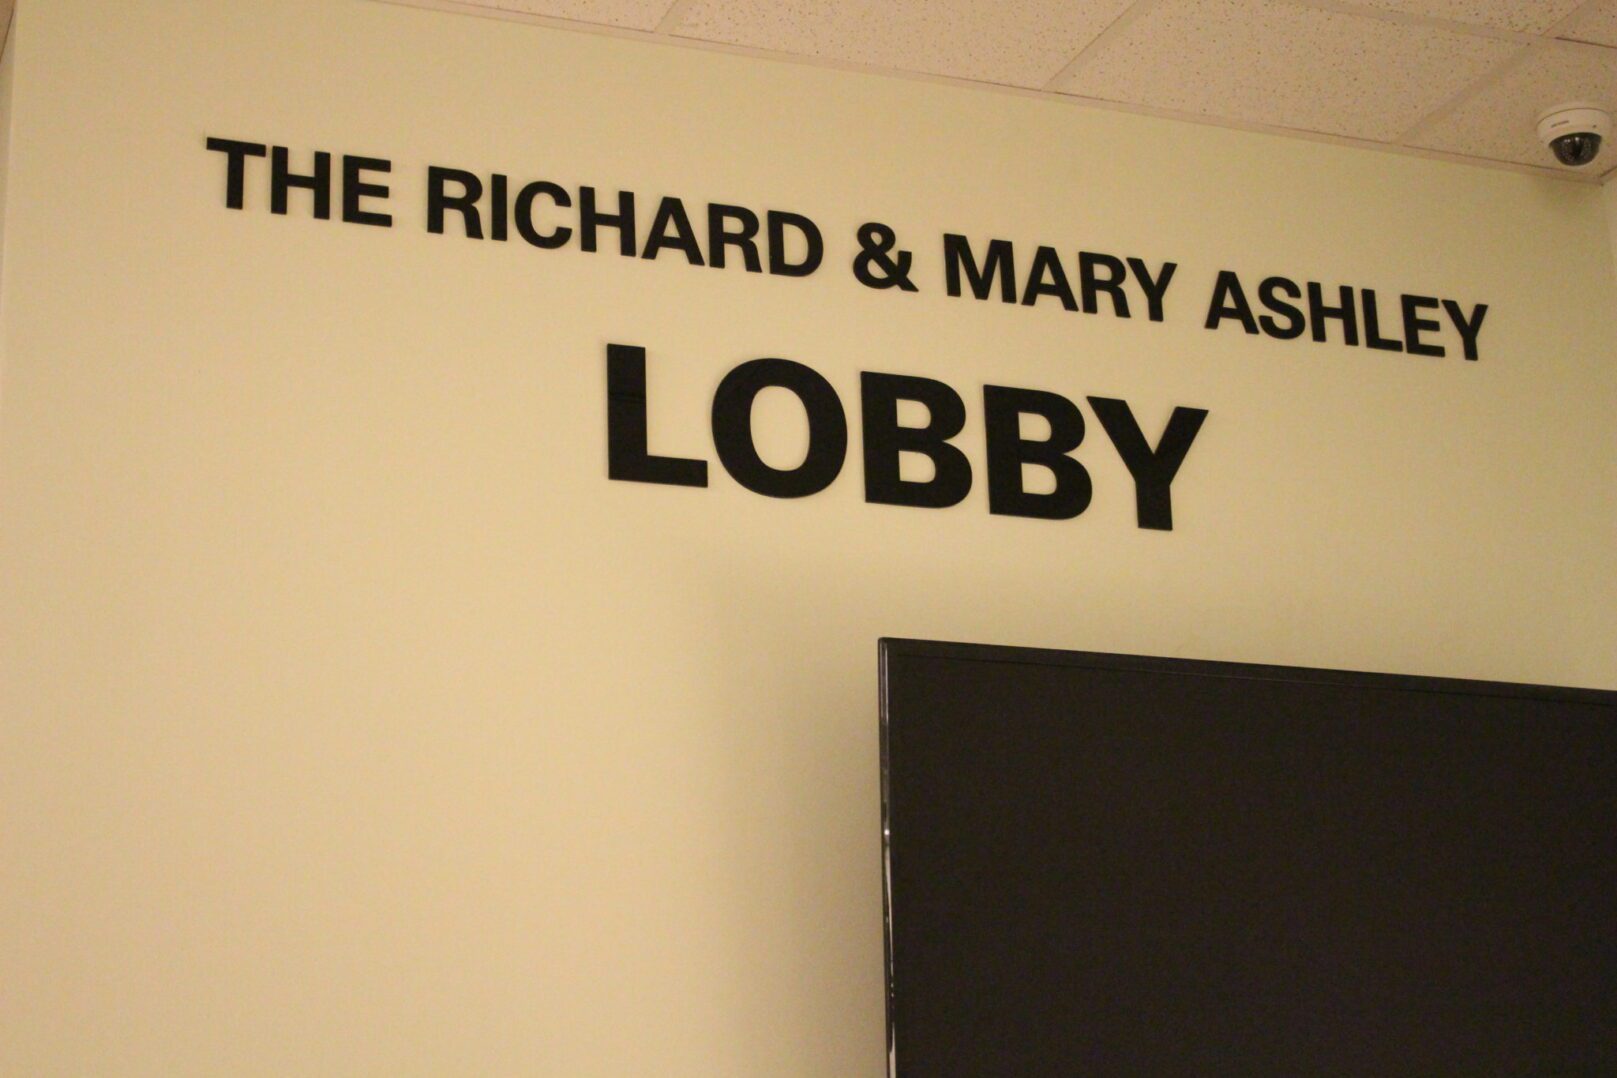 THE RICHARD & MARY ASHLEY
LOBBY